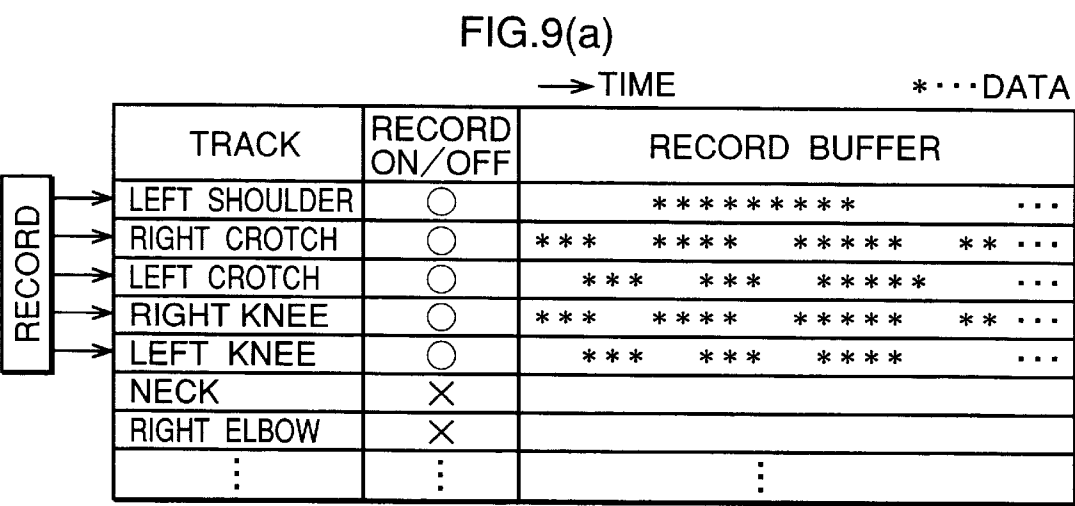 FIG.9(a)
→TIME *···DATA
TRACK RECORD ON/OFF RECORD BUFFER
RECORD
LEFT SHOULDER ○ ********* ···
RIGHT CROTCH ○ *** **** ***** ** ···
LEFT CROTCH ○ *** *** ***** ···
RIGHT KNEE ○ *** **** ***** ** ···
LEFT KNEE ○ *** *** **** ···
NECK ×
RIGHT ELBOW ×
⋮ ⋮ ⋮